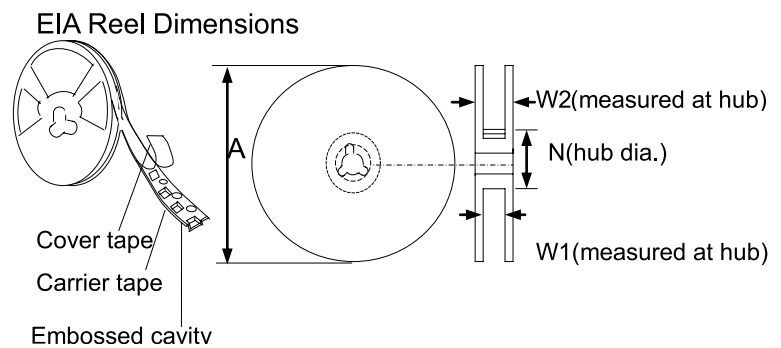 EIA Reel Dimensions
A
W2(measured at hub)
N(hub dia.)
W1(measured at hub)
Cover tape
Carrier tape
Embossed cavity